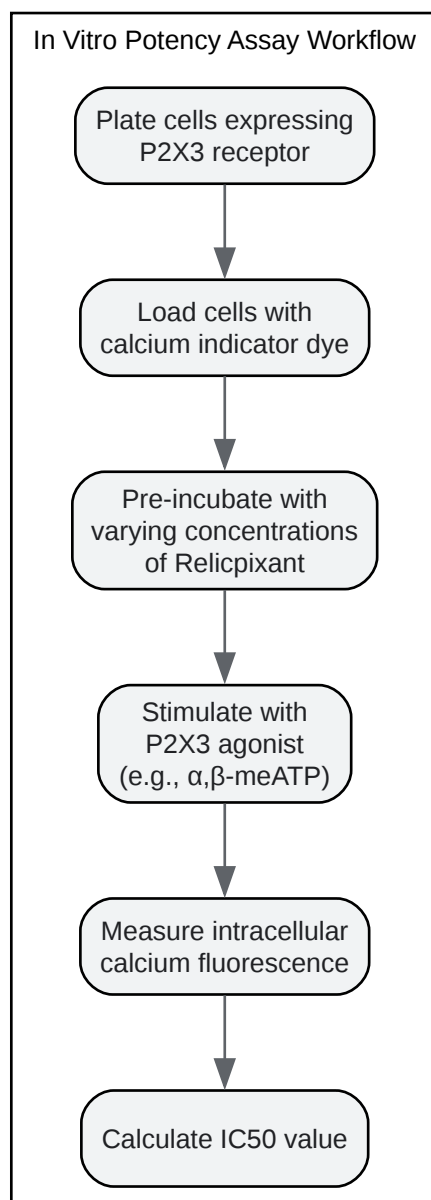 In Vitro Potency Assay Workflow
Plate cells expressing
P2X3 receptor
Load cells with
calcium indicator dye
Pre-incubate with
varying concentrations
of Relicpixant
Stimulate with
P2X3 agonist
(e.g., α,β-meATP)
Measure intracellular
calcium fluorescence
Calculate IC50 value